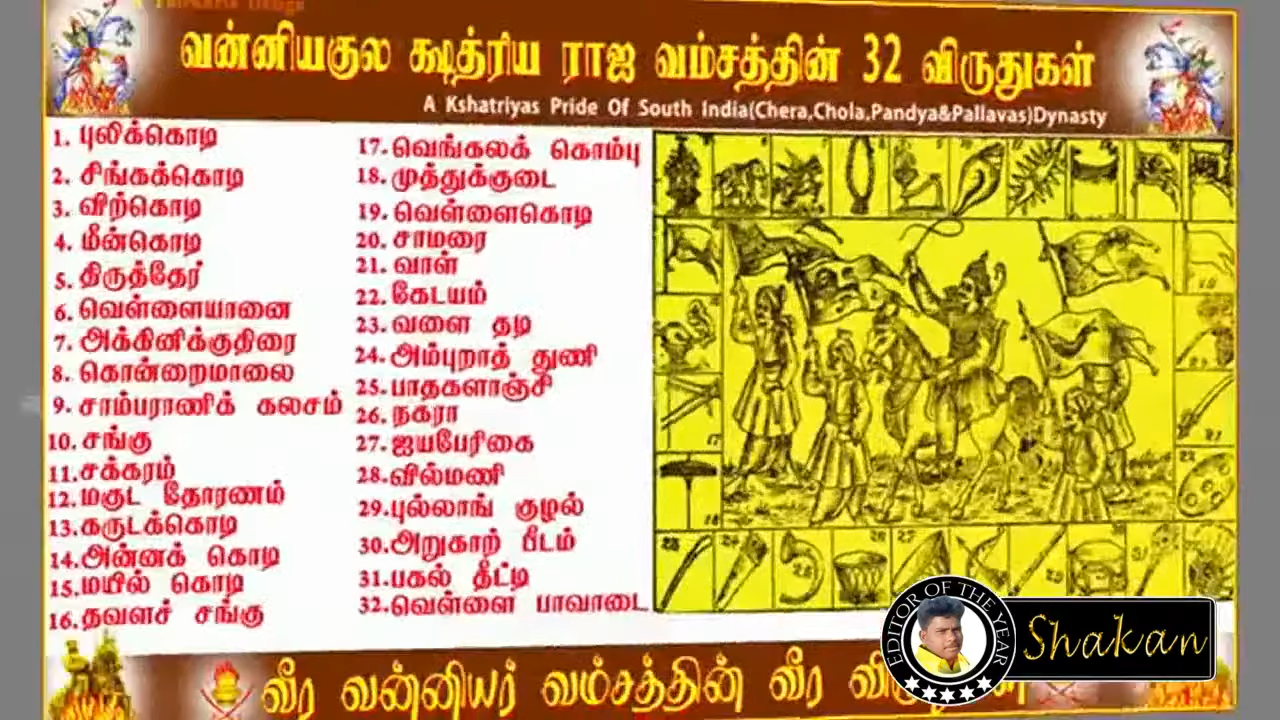 வன்னியகுல க்ஷத்ரிய ராஜ வம்சத்தின் 32 விருதுகள்
A Kshatriyas Pride Of South India(Chera,Chola,Pandya&Pallavas)Dynasty
1. புலிக்கொடி
2. சிங்கக்கொடி
3. விற்கொடி
4. மீன்கொடி
5. திருத்தேர்
6. வெள்ளையானை
7. அக்கினிக்குதிரை
8. கொன்றைமாலை
9. சாம்பராணிக் கலசம்
10. சங்கு
11. சக்கரம்
12. மகுட தோரணம்
13. கருடக்கொடி
14. அன்னக் கொடி
15. மயில் கொடி
16. தவளச் சங்கு
17. வெங்கலக் கொம்பு
18. முத்துக்குடை
19. வெள்ளைகொடி
20. சாமரை
21. வாள்
22. கேடயம்
23. வளை தடி
24. அம்புறாத் துணி
25. பாதகளாஞ்சி
26. நகரா
27. ஜயபேரிகை
28. வில்மணி
29. புல்லாங் குழல்
30. அறுகாற் பீடம்
31. பகல் தீட்டி
32. வெள்ளை பாவாடை
வீர வன்னியர் வம்சத்தின் வீர
EDITOR OF THE YEAR
Shakan